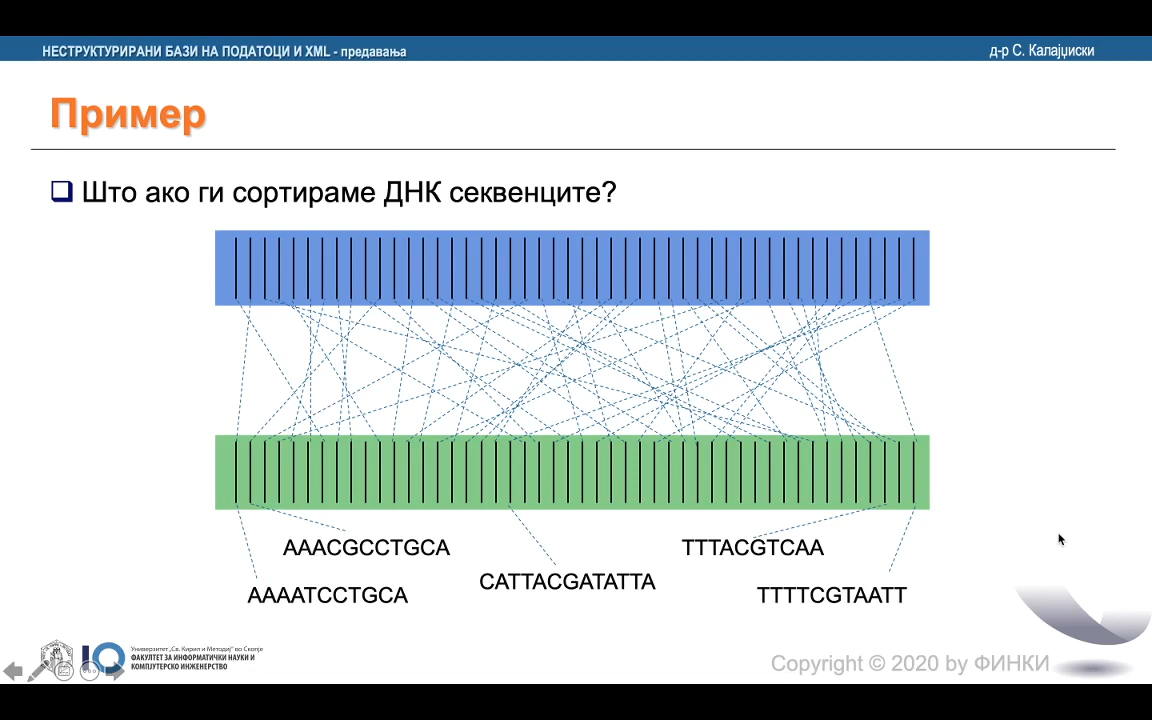 НЕСТРУКТУРИРАНИ БАЗИ НА ПОДАТОЦИ И XML - предавања
д-р С. Калајџиски
Пример
Што ако ги сортираме ДНК секвенците?
AAACGCCTGCA
TTTACGTCAA
CATTACGATATTA
AAAATCCTGCA
TTTTCGTAATT
Универзитет „Св. Кирил и Методиј“ во Скопје
ФАКУЛТЕТ ЗА ИНФОРМАТИЧКИ НАУКИ И
КОМПЈУТЕРСКО ИНЖЕНЕРСТВО
Copyright © 2020 by ФИНКИ